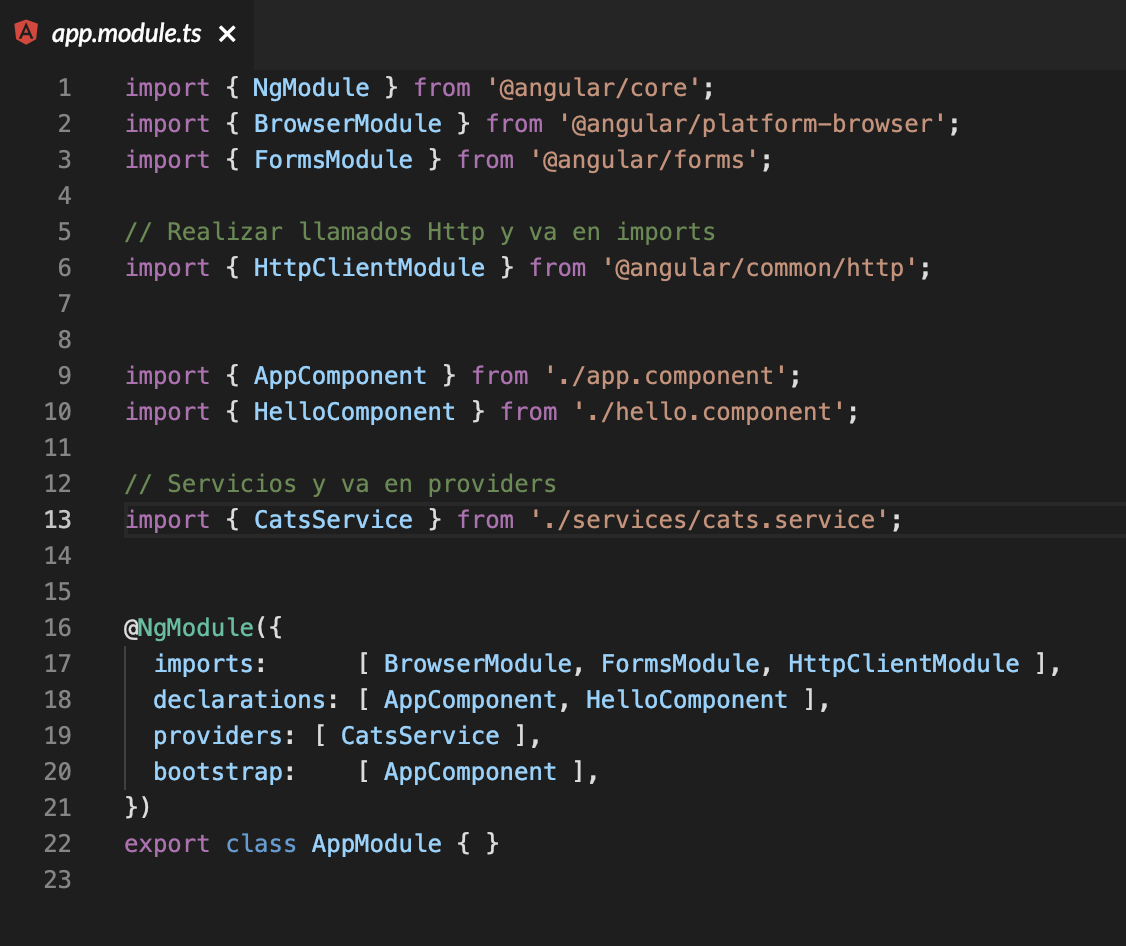 app.module.ts ×
1 import { NgModule } from '@angular/core';
2 import { BrowserModule } from '@angular/platform-browser';
3 import { FormsModule } from '@angular/forms';
4
5 // Realizar llamados Http y va en imports
6 import { HttpClientModule } from '@angular/common/http';
7
8
9 import { AppComponent } from './app.component';
10 import { HelloComponent } from './hello.component';
11
12 // Servicios y va en providers
13 import { CatsService } from './services/cats.service';
14
15
16 @NgModule({
17   imports:      [ BrowserModule, FormsModule, HttpClientModule ],
18   declarations: [ AppComponent, HelloComponent ],
19   providers: [ CatsService ],
20   bootstrap:    [ AppComponent ],
21 })
22 export class AppModule { }
23